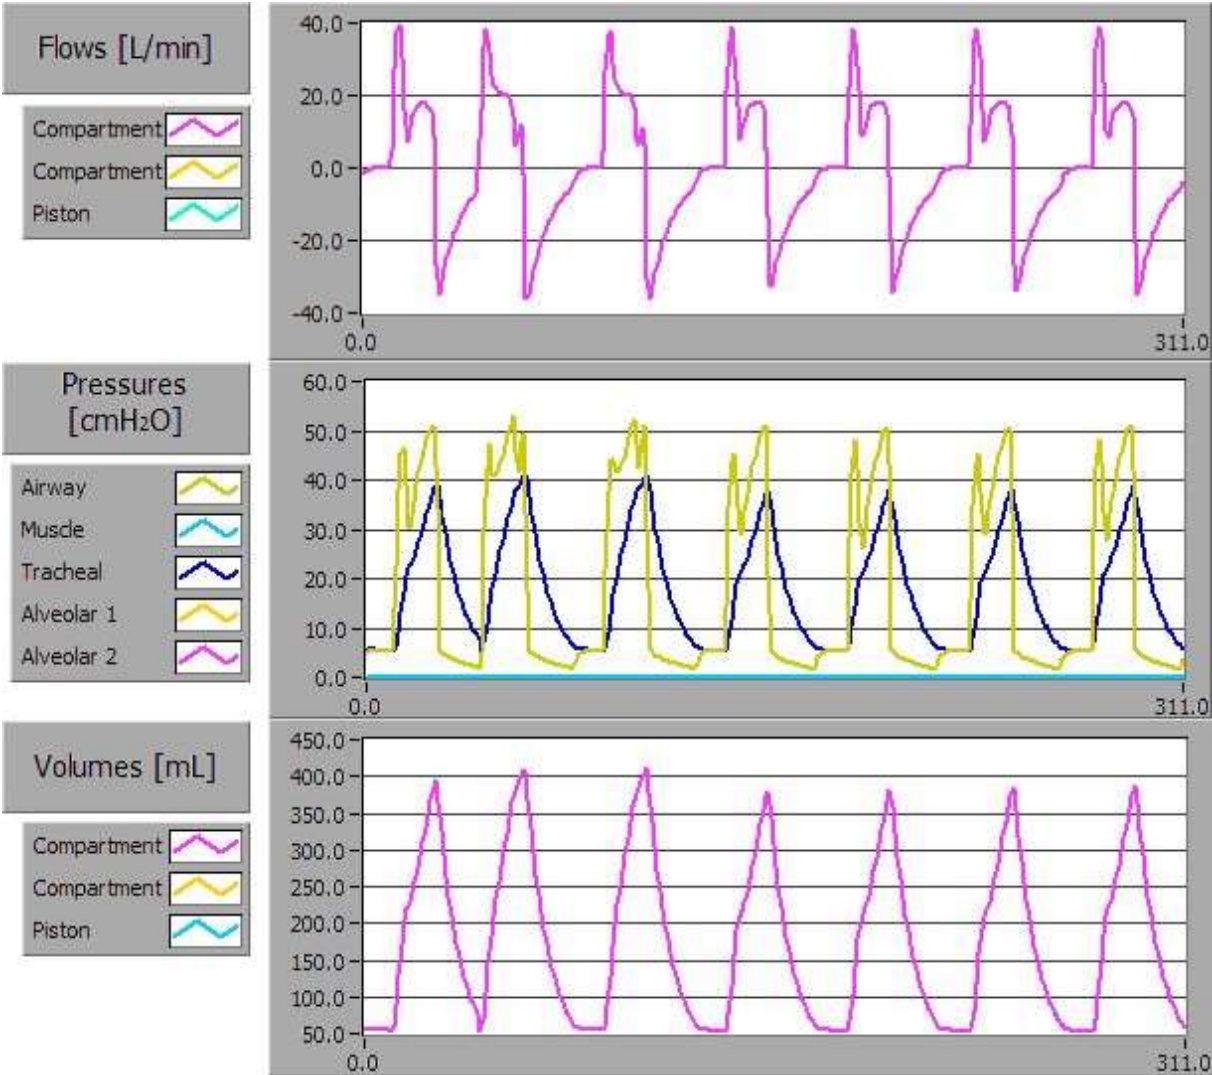 Flows [L/min]
Compartment
Compartment
Piston
40.0
20.0
0.0
-20.0
-40.0
0.0
311.0
Pressures
[cmH₂O]
Airway
Muscle
Tracheal
Alveolar 1
Alveolar 2
60.0
50.0
40.0
30.0
20.0
10.0
0.0
0.0
311.0
Volumes [mL]
Compartment
Compartment
Piston
450.0
400.0
350.0
300.0
250.0
200.0
150.0
100.0
50.0
0.0
311.0